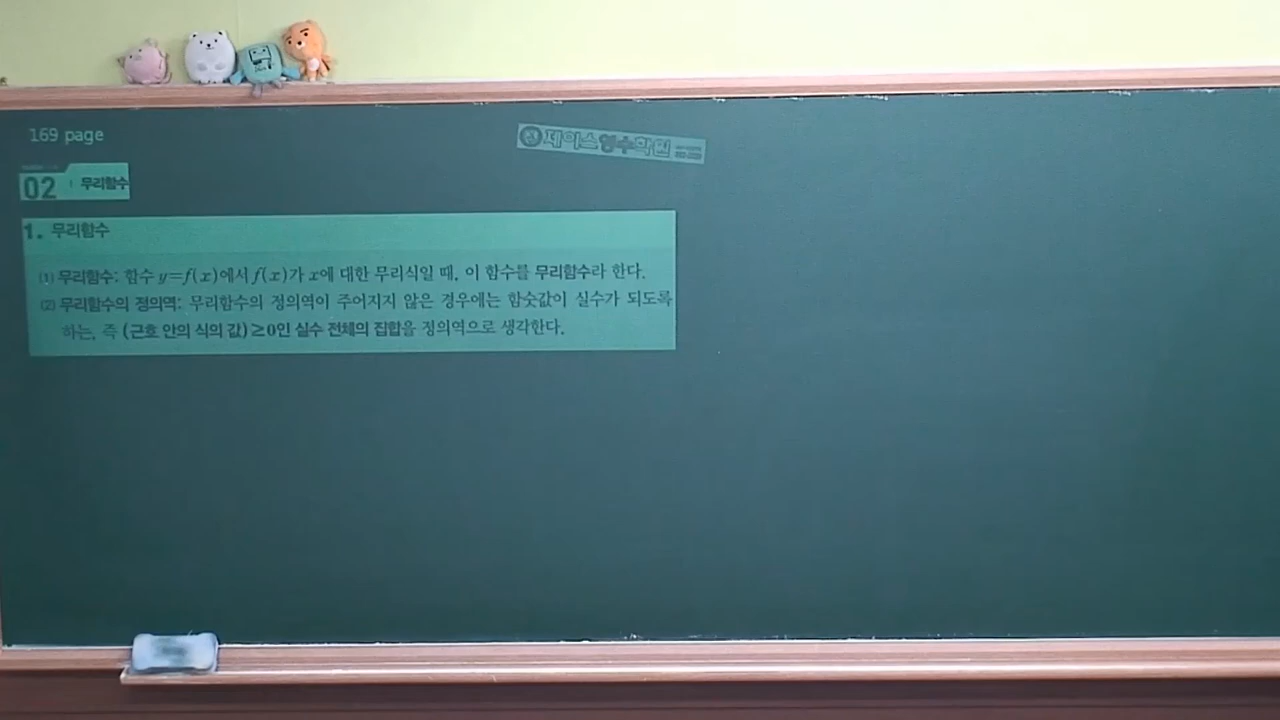 169 page
제이스영수학원
02 무리함수
1. 무리함수
(1) 무리함수: 함수 y=f(x)에서 f(x)가 x에 대한 무리식일 때, 이 함수를 무리함수라 한다.
(2) 무리함수의 정의역: 무리함수의 정의역이 주어지지 않은 경우에는 함숫값이 실수가 되도록
하는, 즉 (근호 안의 식의 값)≥0인 실수 전체의 집합을 정의역으로 생각한다.